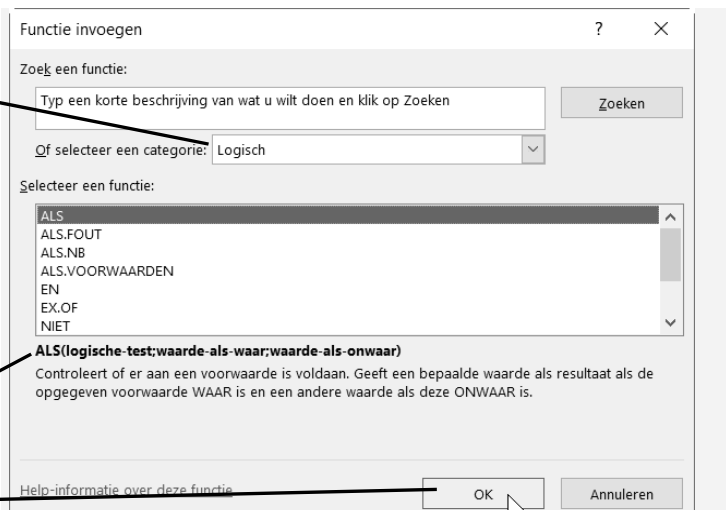 Functie invoegen ?
Zoek een functie:
Typ een korte beschrijving van wat u wilt doen en klik op Zoeken
Zoeken
Of selecteer een categorie: Logisch
Selecteer een functie:
ALS
ALS.FOUT
ALS.NB
ALS.VOORWAARDEN
EN
EX.OF
NIET
ALS(logische-test;waarde-als-waar;waarde-als-onwaar)
Controleert of er aan een voorwaarde is voldaan. Geeft een bepaalde waarde als resultaat als de
opgegeven voorwaarde WAAR is en een andere waarde als deze ONWAAR is.
Help-informatie over deze functie OK Annuleren